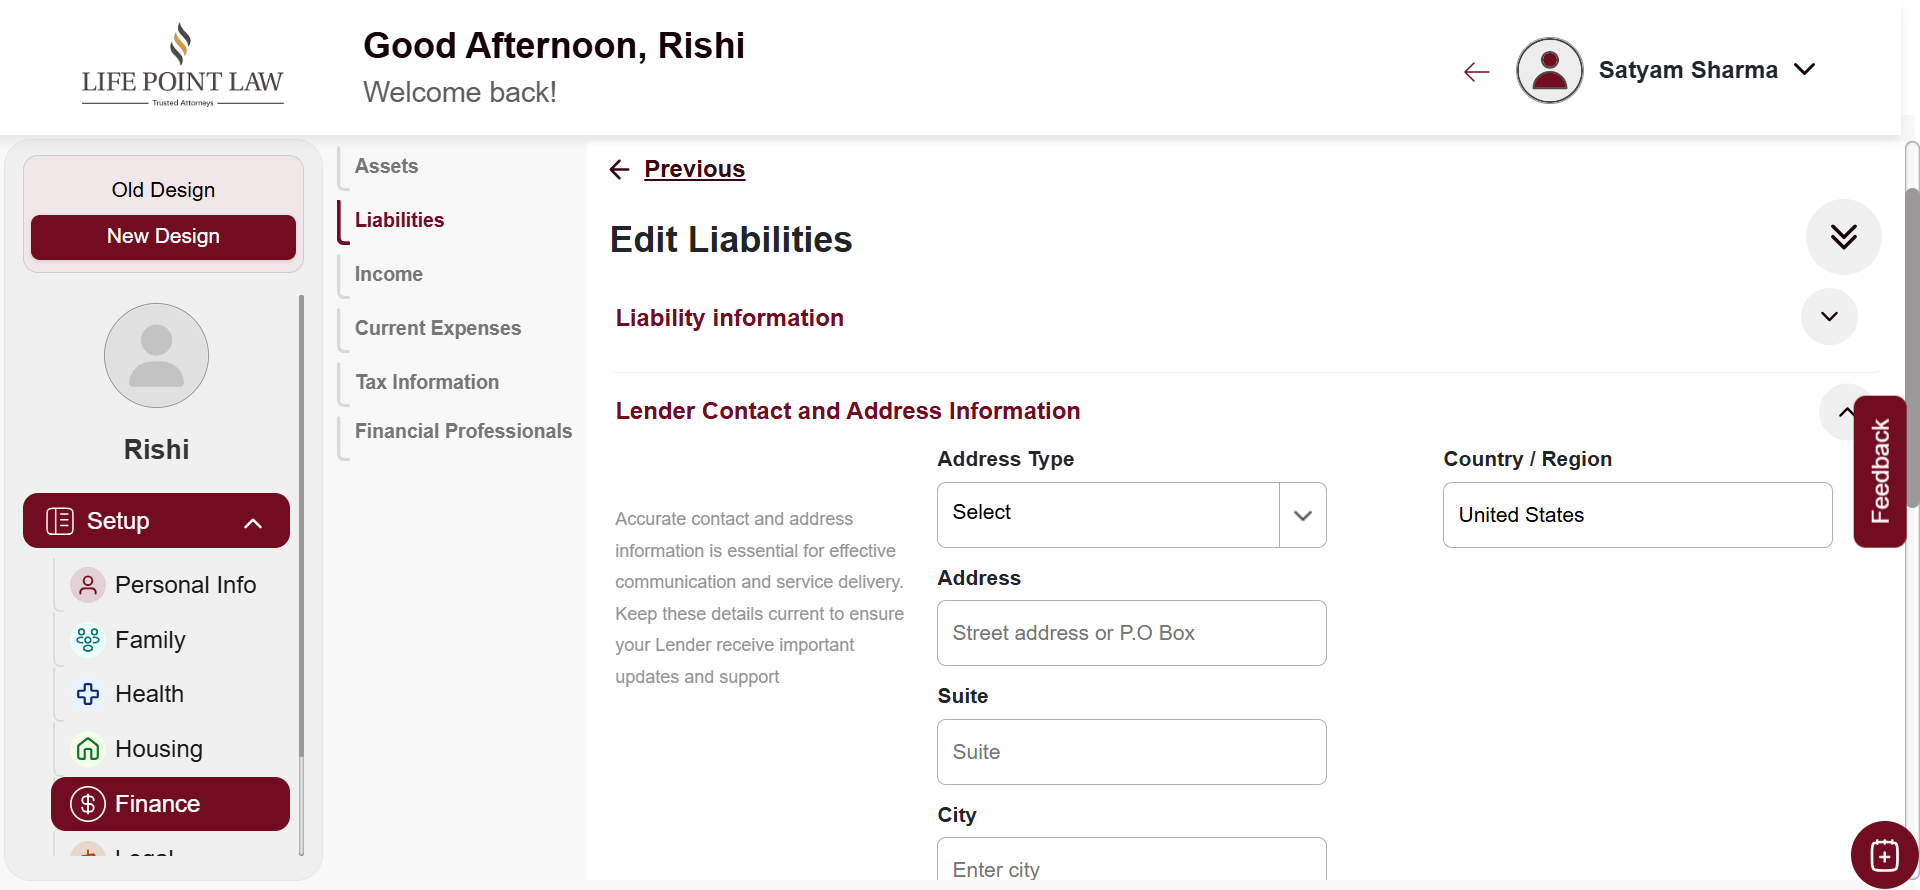 LIFE POINT LAW
Trusted Attorneys
Good Afternoon, Rishi
Welcome back!
Satyam Sharma
Old Design
New Design
Rishi
Setup
Personal Info
Family
Health
Housing
Finance
Legal
Assets
Liabilities
Income
Current Expenses
Tax Information
Financial Professionals
Previous
Edit Liabilities
Liability information
Lender Contact and Address Information
Accurate contact and address
information is essential for effective
communication and service delivery.
Keep these details current to ensure
your Lender receive important
updates and support
Address Type
Select
Country / Region
United States
Address
Street address or P.O Box
Suite
Suite
City
Enter city
Feedback